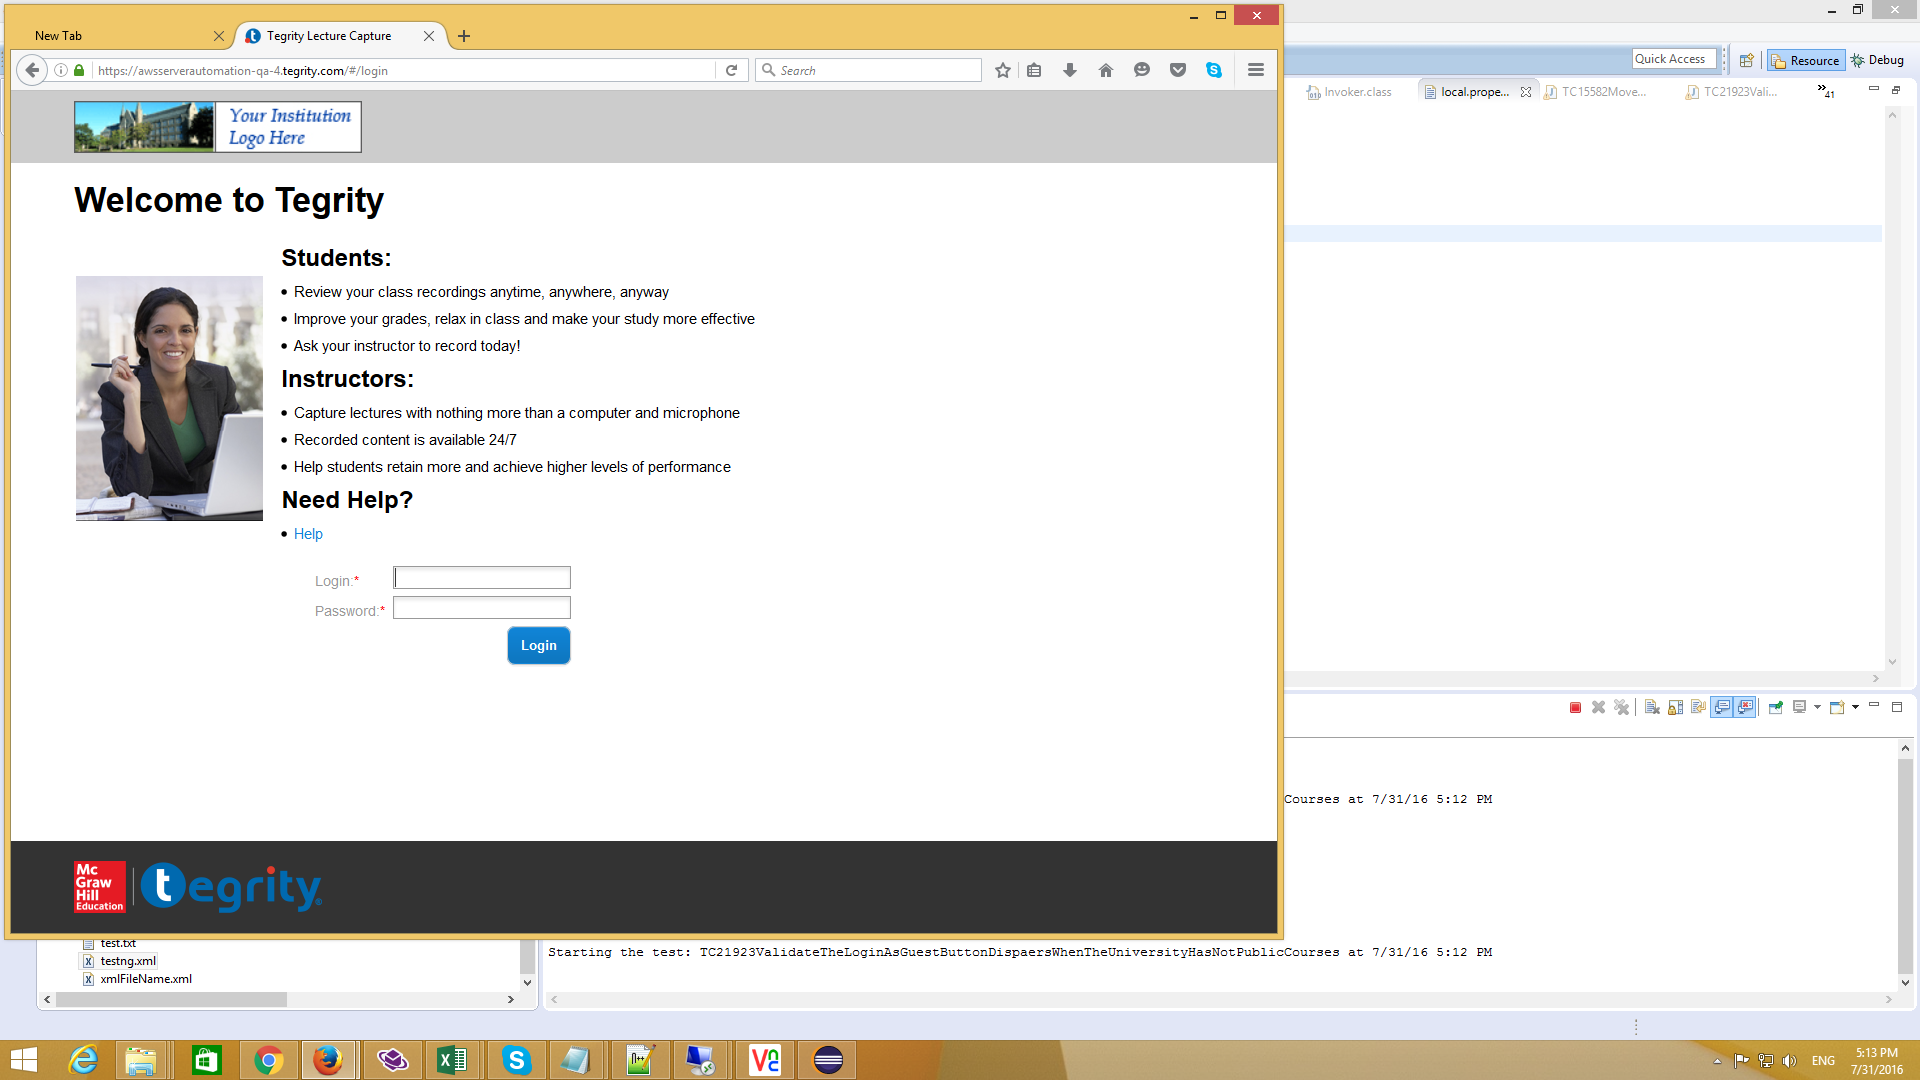 New Tab
Tegrity Lecture Capture
https://awsserverautomation-qa-4.tegrity.com/#/login
Search
Your Institution
Logo Here
Welcome to Tegrity
Students:
Review your class recordings anytime, anywhere, anyway
Improve your grades, relax in class and make your study more effective
Ask your instructor to record today!
Instructors:
Capture lectures with nothing more than a computer and microphone
Recorded content is available 24/7
Help students retain more and achieve higher levels of performance
Need Help?
Help
Login:*
Password:*
Login
Mc
Graw
Hill
Education
tegrity
Quick Access
Resource
Debug
Invoker.class
local.prope...
TC15582Move...
TC21923Vali...
»41
Courses at 7/31/16 5:12 PM
Starting the test: TC21923ValidateTheLoginAsGuestButtonDispaersWhenTheUniversityHasNotPublicCourses at 7/31/16 5:12 PM
test.txt
testng.xml
xmlFileName.xml
ENG
5:13 PM
7/31/2016